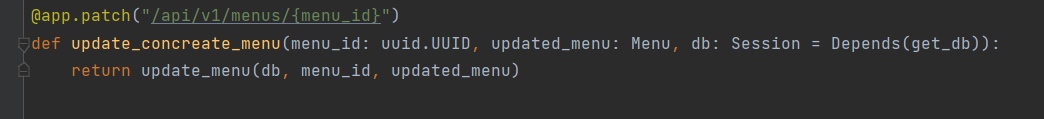 @app.patch("/api/v1/menus/{menu_id}")
def update_concreate_menu(menu_id: uuid.UUID, updated_menu: Menu, db: Session = Depends(get_db)):
    return update_menu(db, menu_id, updated_menu)